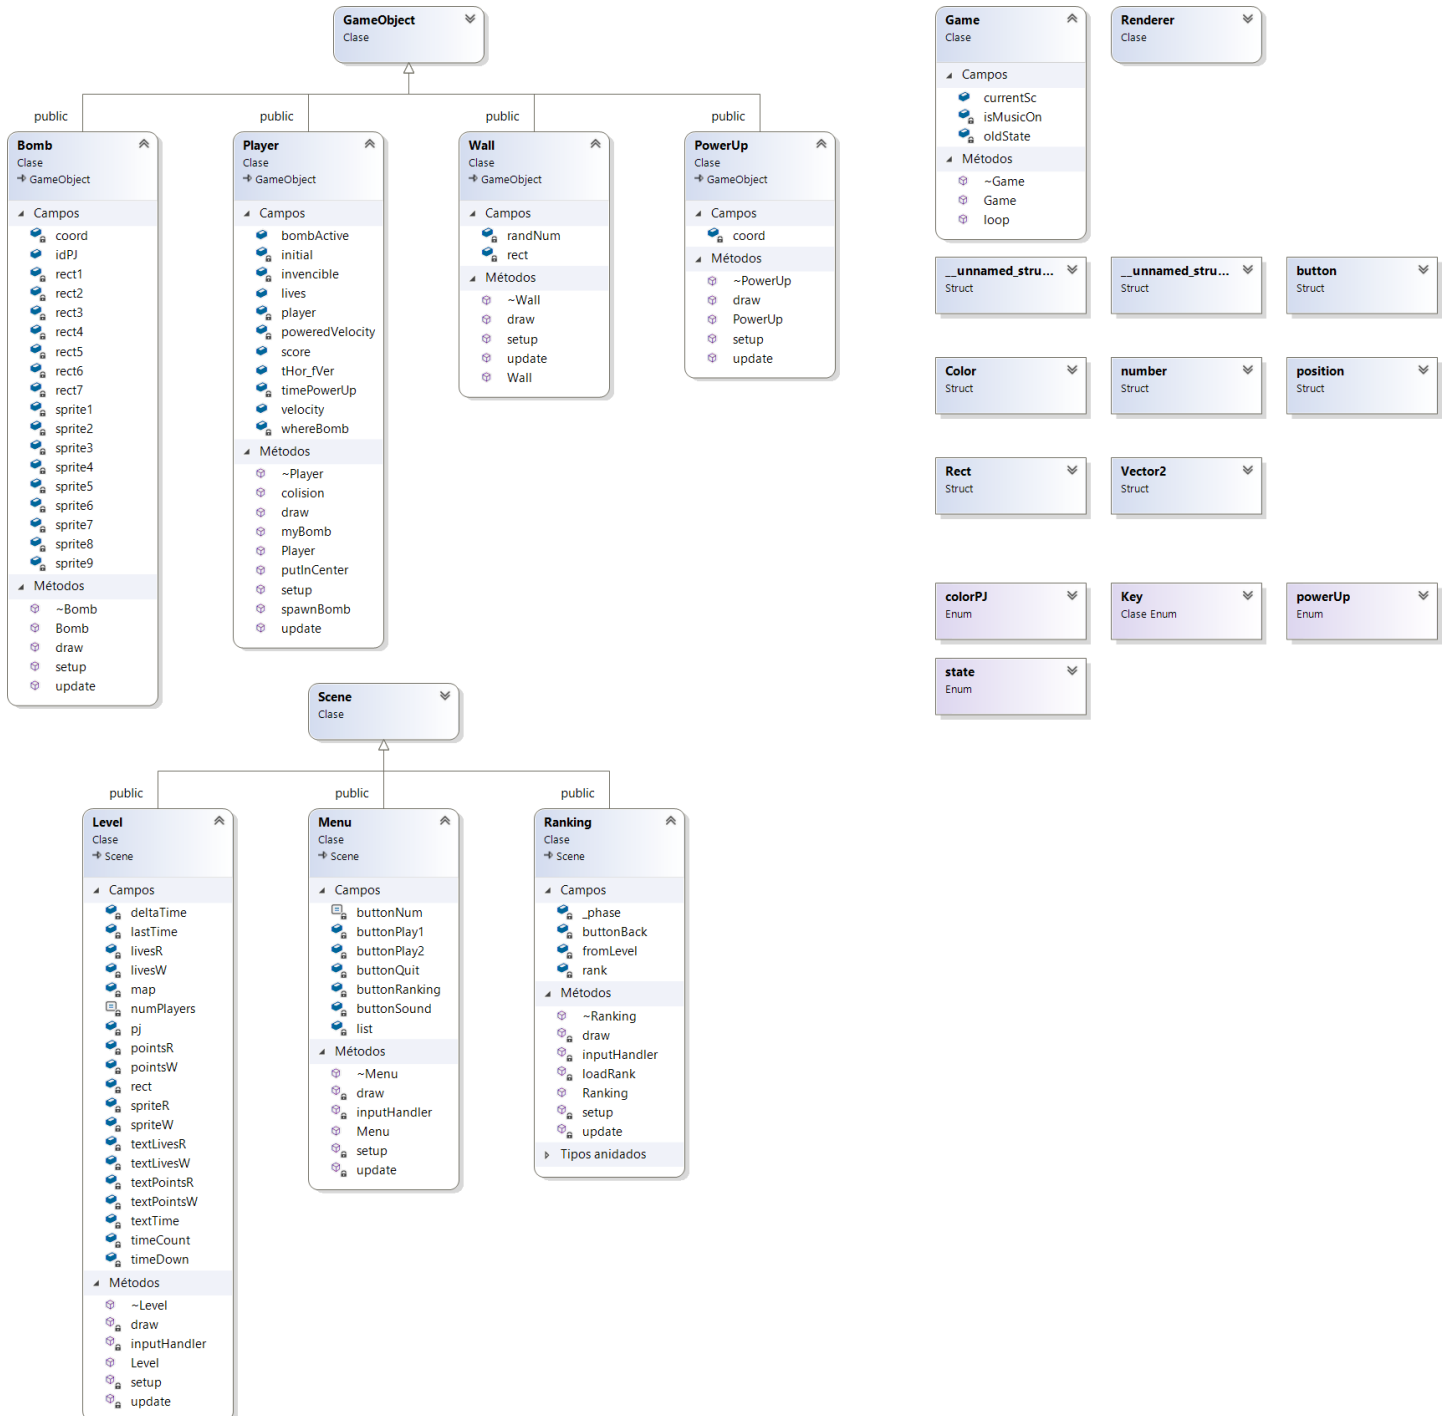 GameObject
Clase
public
public
public
public
Bomb
Clase
GameObject
Campos
coord
idPJ
rect1
rect2
rect3
rect4
rect5
rect6
rect7
sprite1
sprite2
sprite3
sprite4
sprite5
sprite6
sprite7
sprite8
sprite9
Métodos
~Bomb
Bomb
draw
setup
update
Player
Clase
GameObject
Campos
bombActive
initial
invencible
lives
player
poweredVelocity
score
tHor_fVer
timePowerUp
velocity
whereBomb
Métodos
~Player
colision
draw
myBomb
Player
putInCenter
setup
spawnBomb
update
Wall
Clase
GameObject
Campos
randNum
rect
Métodos
~Wall
draw
setup
update
Wall
PowerUp
Clase
GameObject
Campos
coord
Métodos
~PowerUp
draw
PowerUp
setup
update
Game
Clase
Campos
currentSc
isMusicOn
oldState
Métodos
~Game
Game
loop
Renderer
Clase
__unnamed_stru...
Struct
__unnamed_stru...
Struct
button
Struct
Color
Struct
number
Struct
position
Struct
Rect
Struct
Vector2
Struct
colorPJ
Enum
Key
Clase Enum
powerUp
Enum
state
Enum
Scene
Clase
public
public
public
Level
Clase
Scene
Campos
deltaTime
lastTime
livesR
livesW
map
numPlayers
pj
pointsR
pointsW
rect
spriteR
spriteW
textLivesR
textLivesW
textPointsR
textPointsW
textTime
timeCount
timeDown
Métodos
~Level
draw
inputHandler
Level
setup
update
Menu
Clase
Scene
Campos
buttonNum
buttonPlay1
buttonPlay2
buttonQuit
buttonRanking
buttonSound
list
Métodos
~Menu
draw
inputHandler
Menu
setup
update
Ranking
Clase
Scene
Campos
_phase
buttonBack
fromLevel
rank
Métodos
~Ranking
draw
inputHandler
loadRank
Ranking
setup
update
Tipos anidados